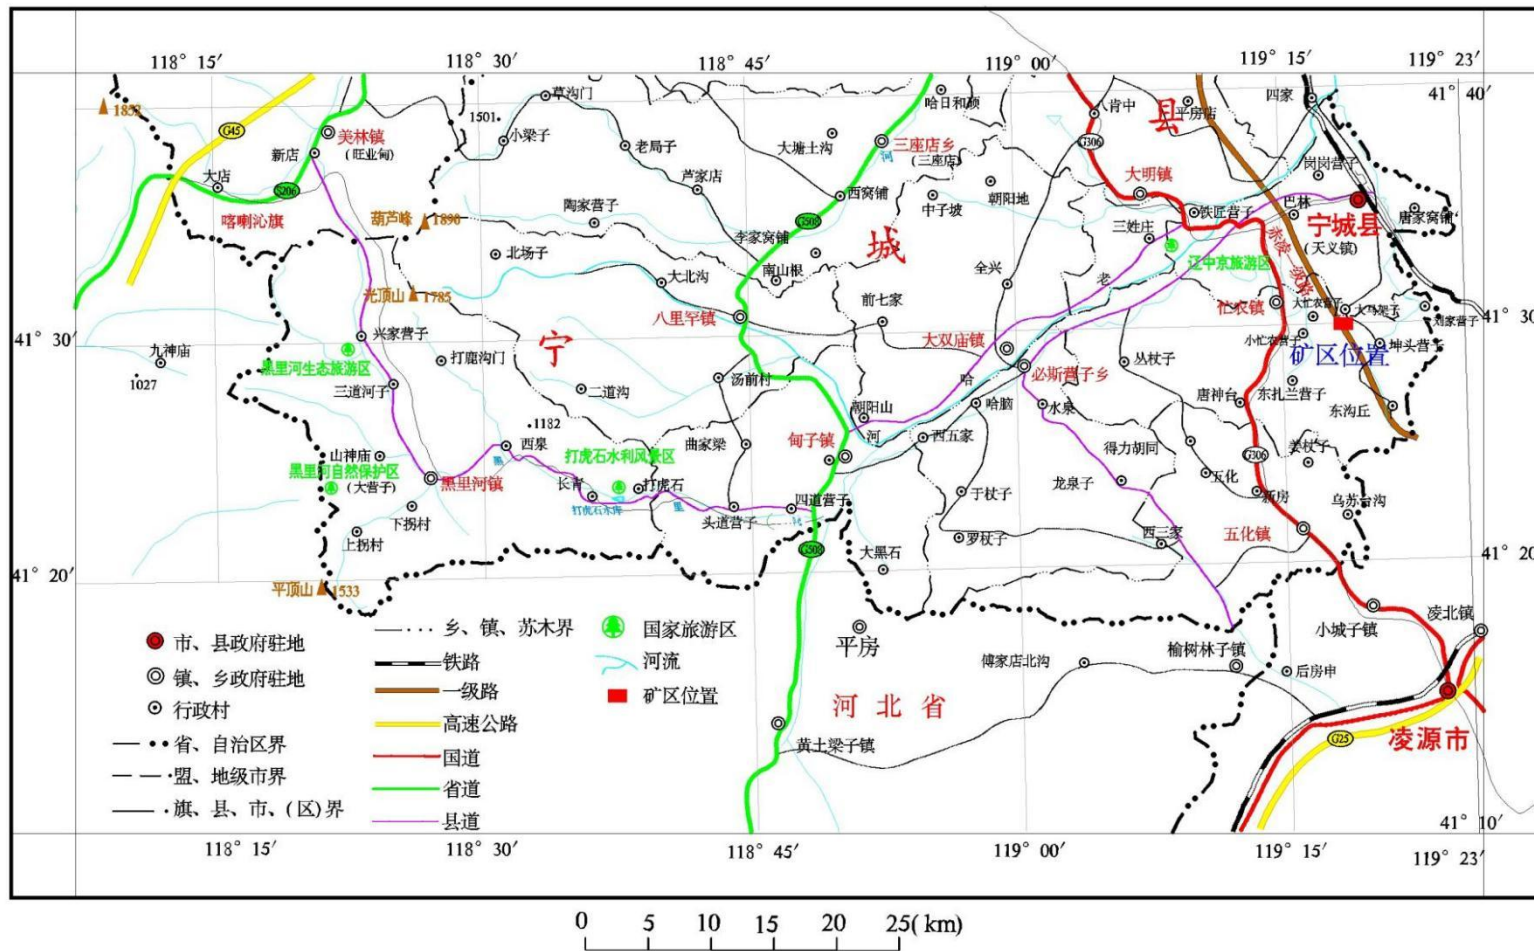 118° 15′
118° 30′
118° 45′
119° 00′
119° 15′
119° 23′
41° 40′
1852
G45
美林镇
(旺业甸)
新店
大店
S206
喀喇沁旗
草沟门
1501
小梁子
老局子
芦家店
大塘土沟
哈日和硕
三座店乡
(三座店)
河
西窝铺
G508
中子坡
朝阳地
八肯中
G306
县
平房店
四家
岗岗营子
大明镇
铁匠营子
巴林
宁城县
(天义镇)
唐家窝铺
三姓庄
辽中京旅游区
赤凌一级路
葫芦峰
1890
陶家营子
北场子
李家窝铺
城
南山根
大北沟
全兴
老
光顶山
1785
八里罕镇
前七家
忙农镇
大忙农营子
大马架子
刘家营子
小忙农营子
坤头营子
矿区位置
41° 30′
41° 30
九神庙
1027
兴家营子
黑里河生态旅游区
打鹿沟门
宁
三道河子
二道沟
汤前村
大双庙镇
必斯营子乡
哈
丛杖子
唐神台
东扎兰营子
东沟丘
朝阳山
哈脑
水泉
1182
西泉
曲家梁
甸子镇
河
西五家
得力胡同
姜杖子
G306
山神庙
黑里河自然保护区
(大营子)
黑里河镇
黑
打虎石水利风景区
长青
打虎石
打虎石水库
里
头道营子
四道营子
河
于杖子
龙泉子
五化
新房
乌苏台沟
下拐村
上拐村
G508
大黑石
罗杖子
西三家
五化镇
41° 20′
41° 20
平顶山
1533
平房
河北省
傅家店北沟
榆树林子镇
后房申
小城子镇
凌北镇
黄土梁子镇
G25
凌源市
市、县政府驻地
镇、乡政府驻地
行政村
省、自治区界
盟、地级市界
旗、县、市、(区)界
乡、镇、苏木界
铁路
一级路
高速公路
国道
省道
县道
国家旅游区
河流
矿区位置
41° 10′
118° 15′
118° 30′
118° 45′
119° 00′
119° 15′
119° 23′
0 5 10 15 20 25( km)